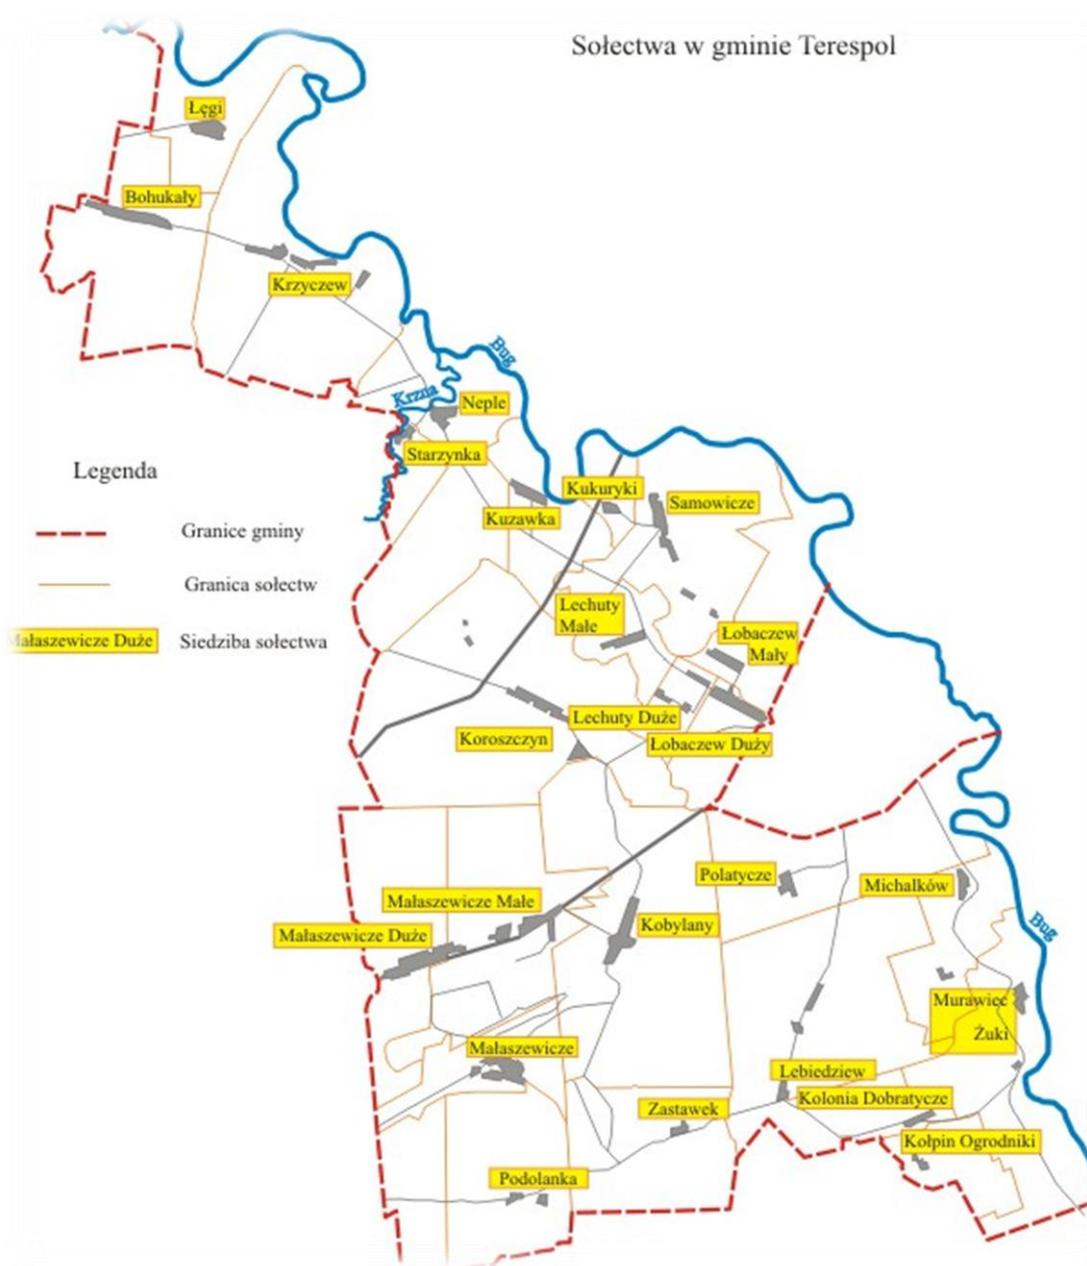 Sołectwa w gminie Terespol
Łęgi
Bohukały
Krzyczew
Bug
Krzna
Neple
Starzynka
Legenda
Granice gminy
Granica sołectw
Małaszewicze Duże
Siedziba sołectwa
Kukuryki
Samowicze
Kuzawka
Lechuty
Małe
Łobaczew
Mały
Lechuty Duże
Koroszczyn
Łobaczew Duży
Polatycze
Michalków
Małaszewicze Małe
Kobylany
Małaszewicze Duże
Bug
Murawiec
Żuki
Małaszewicze
Lebiedziew
Kolonia Dobratycze
Zastawek
Kołpin Ogrodniki
Podolanka